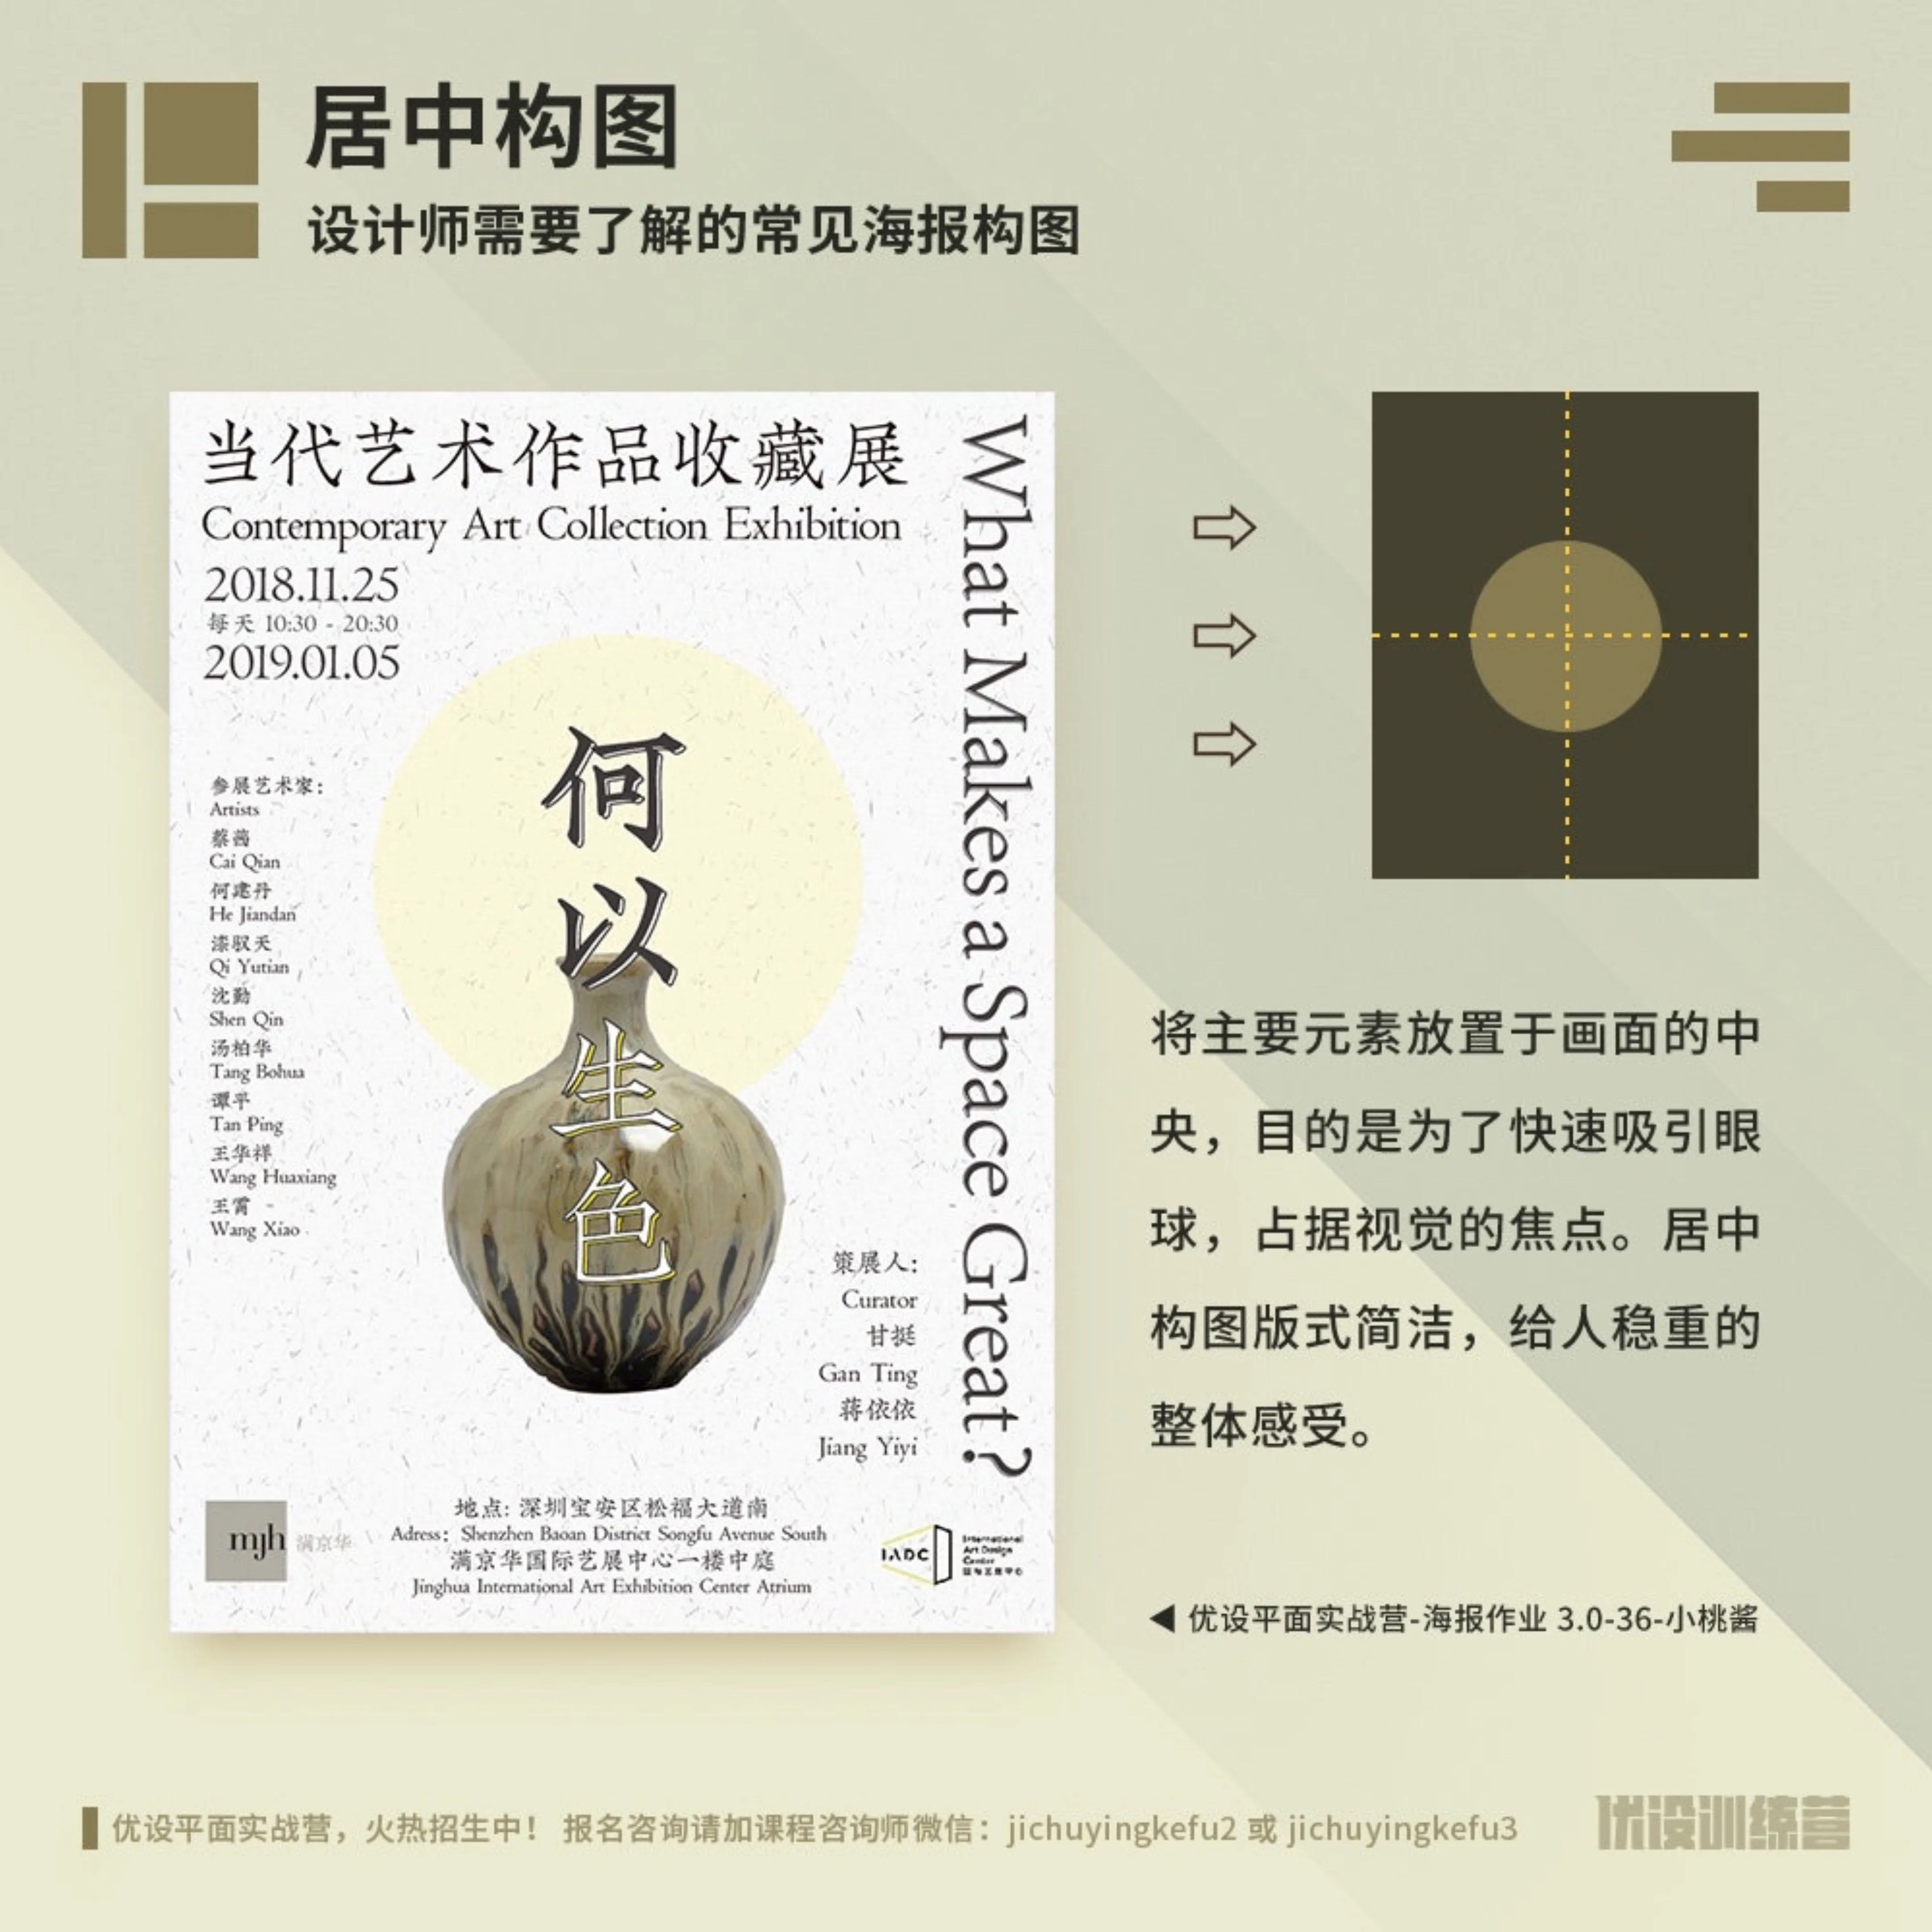 居中构图
设计师需要了解的常见海报构图
当代艺术作品收藏展
Contemporary Art Collection Exhibition
2018.11.25
每天 10:30 - 20:30
2019.01.05
What Makes a Space Great?
何以生色
参展艺术家:
Artists
蔡茜
Cai Qian
何建丹
He Jiandan
漆驭天
Qi Yutian
沈勤
Shen Qin
汤柏华
Tang Bohua
谭平
Tan Ping
王华祥
Wang Huaxiang
王霄
Wang Xiao
策展人:
Curator
甘挺
Gan Ting
蒋依依
Jiang Yiyi
mjh 满京华
地点: 深圳宝安区松福大道南
Adress: Shenzhen Baoan District Songfu Avenue South
满京华国际艺展中心一楼中庭
Jinghua International Art Exhibition Center Atrium
IADC
International
Art Design
Center
国际艺展中心
将主要元素放置于画面的中
央，目的是为了快速吸引眼
球，占据视觉的焦点。居中
构图版式简洁，给人稳重的
整体感受。
◀ 优设平面实战营-海报作业 3.0-36-小桃酱
优设平面实战营，火热招生中！ 报名咨询请加课程咨询师微信：jichuyingkefu2 或 jichuyingkefu3
优设训练营